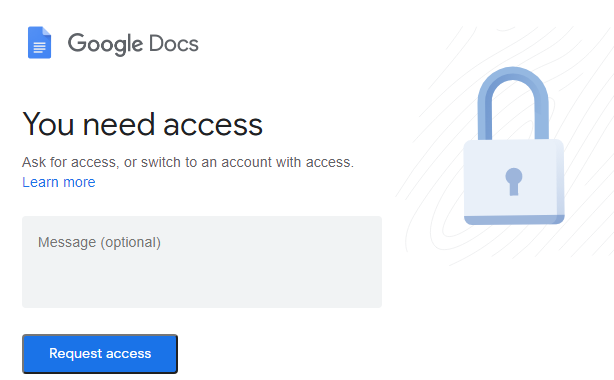 Google Docs
You need access
Ask for access, or switch to an account with access.
Learn more
Message (optional)
Request access